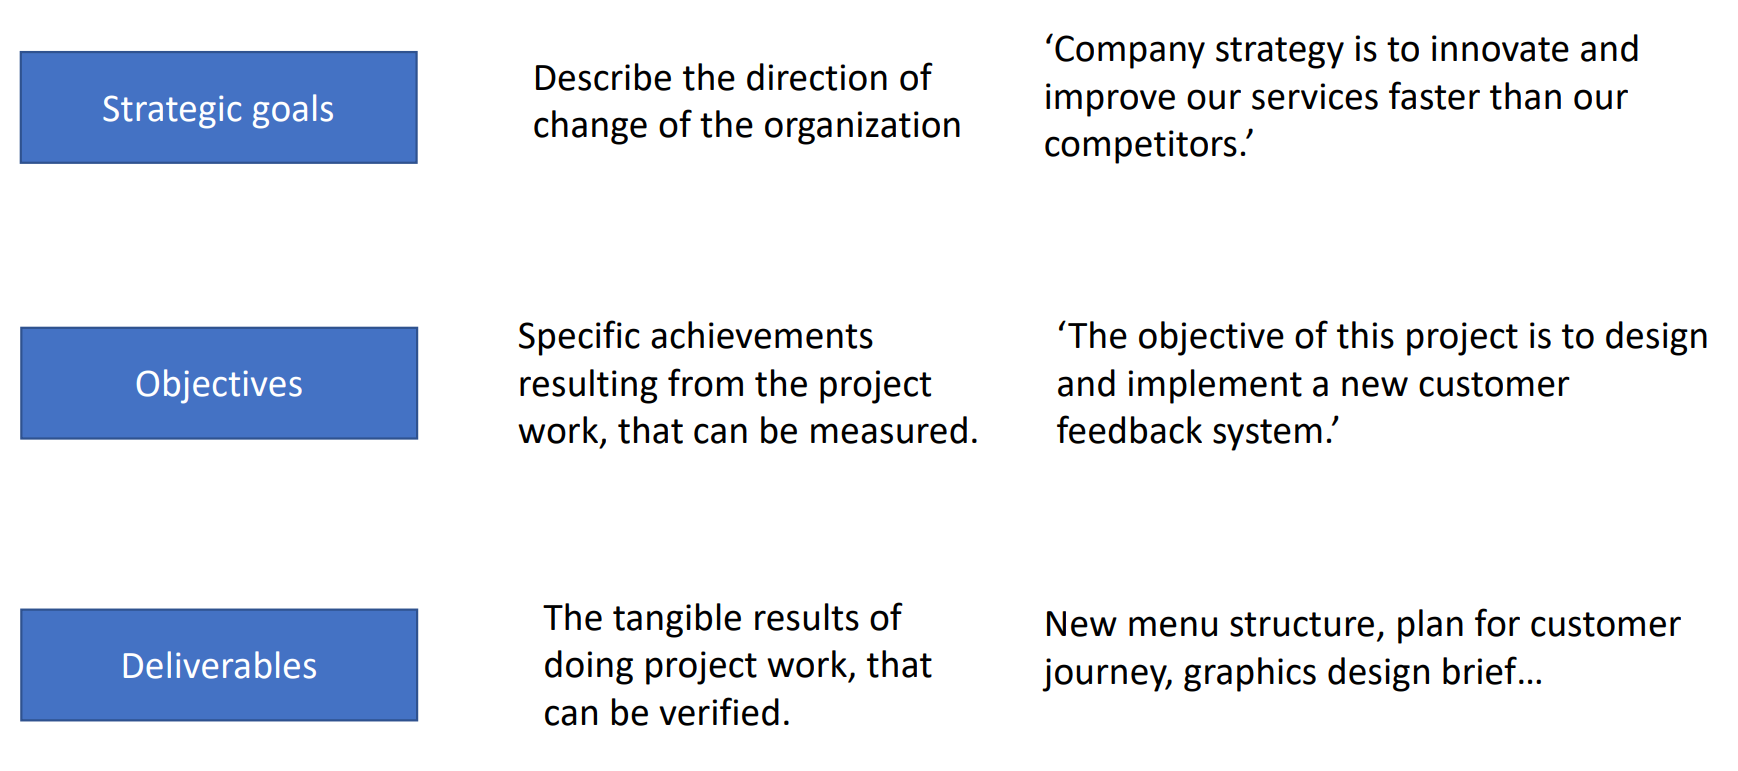 Strategic goals
Describe the direction of
change of the organization
‘Company strategy is to innovate and
improve our services faster than our
competitors.’
Objectives
Specific achievements
resulting from the project
work, that can be measured.
‘The objective of this project is to design
and implement a new customer
feedback system.’
Deliverables
The tangible results of
doing project work, that
can be verified.
New menu structure, plan for customer
journey, graphics design brief...